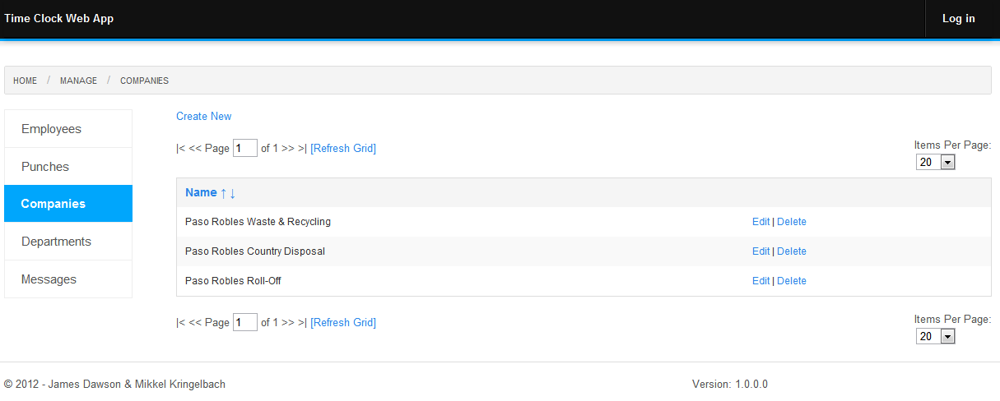 Time Clock Web App Log in
HOME / MANAGE / COMPANIES
Employees
Punches
Companies
Departments
Messages
Create New
|< << Page 1 of 1 >> >| [Refresh Grid]
Items Per Page:
20
Name ↑ ↓
Paso Robles Waste & Recycling Edit | Delete
Paso Robles Country Disposal Edit | Delete
Paso Robles Roll-Off Edit | Delete
|< << Page 1 of 1 >> >| [Refresh Grid]
Items Per Page:
20
© 2012 - James Dawson & Mikkel Kringelbach Version: 1.0.0.0